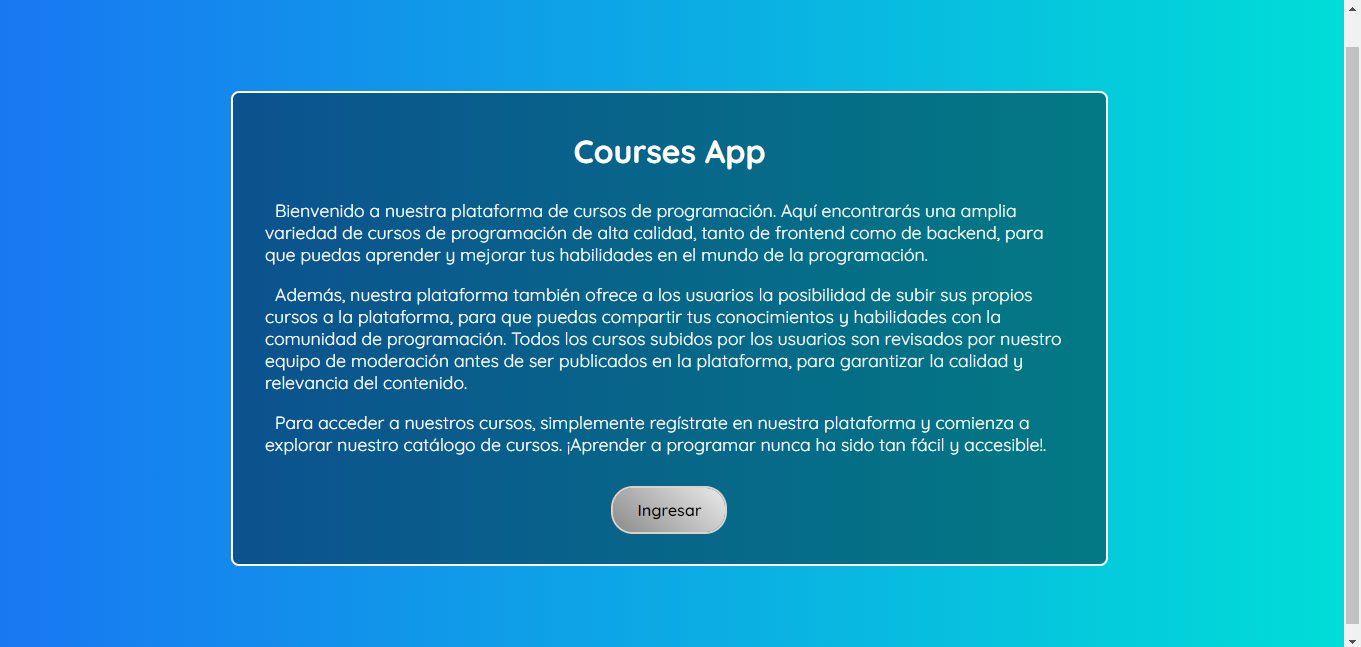 Courses App
Bienvenido a nuestra plataforma de cursos de programación. Aquí encontrarás una amplia
variedad de cursos de programación de alta calidad, tanto de frontend como de backend, para
que puedas aprender y mejorar tus habilidades en el mundo de la programación.
Además, nuestra plataforma también ofrece a los usuarios la posibilidad de subir sus propios
cursos a la plataforma, para que puedas compartir tus conocimientos y habilidades con la
comunidad de programación. Todos los cursos subidos por los usuarios son revisados por nuestro
equipo de moderación antes de ser publicados en la plataforma, para garantizar la calidad y
relevancia del contenido.
Para acceder a nuestros cursos, simplemente regístrate en nuestra plataforma y comienza a
explorar nuestro catálogo de cursos. ¡Aprender a programar nunca ha sido tan fácil y accesible!.
Ingresar